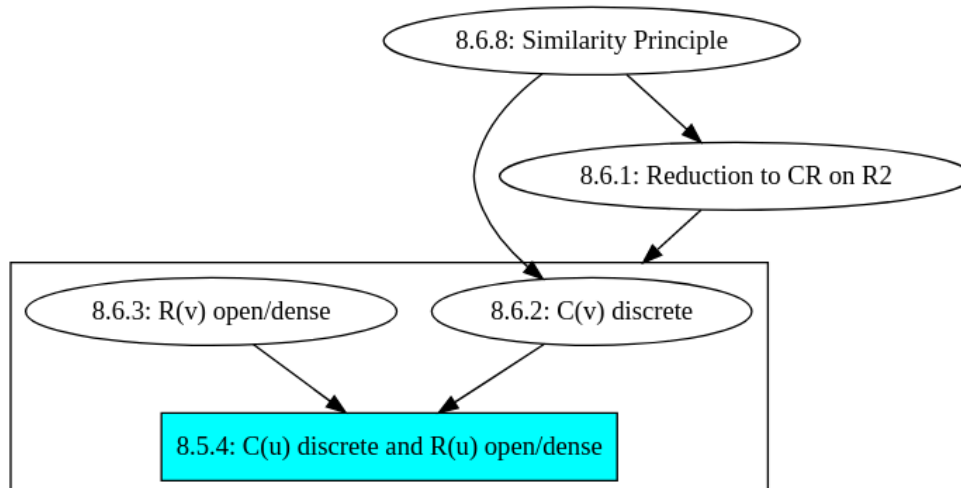 8.6.8: Similarity Principle
8.6.1: Reduction to CR on R2
8.6.3: R(v) open/dense
8.6.2: C(v) discrete
8.5.4: C(u) discrete and R(u) open/dense